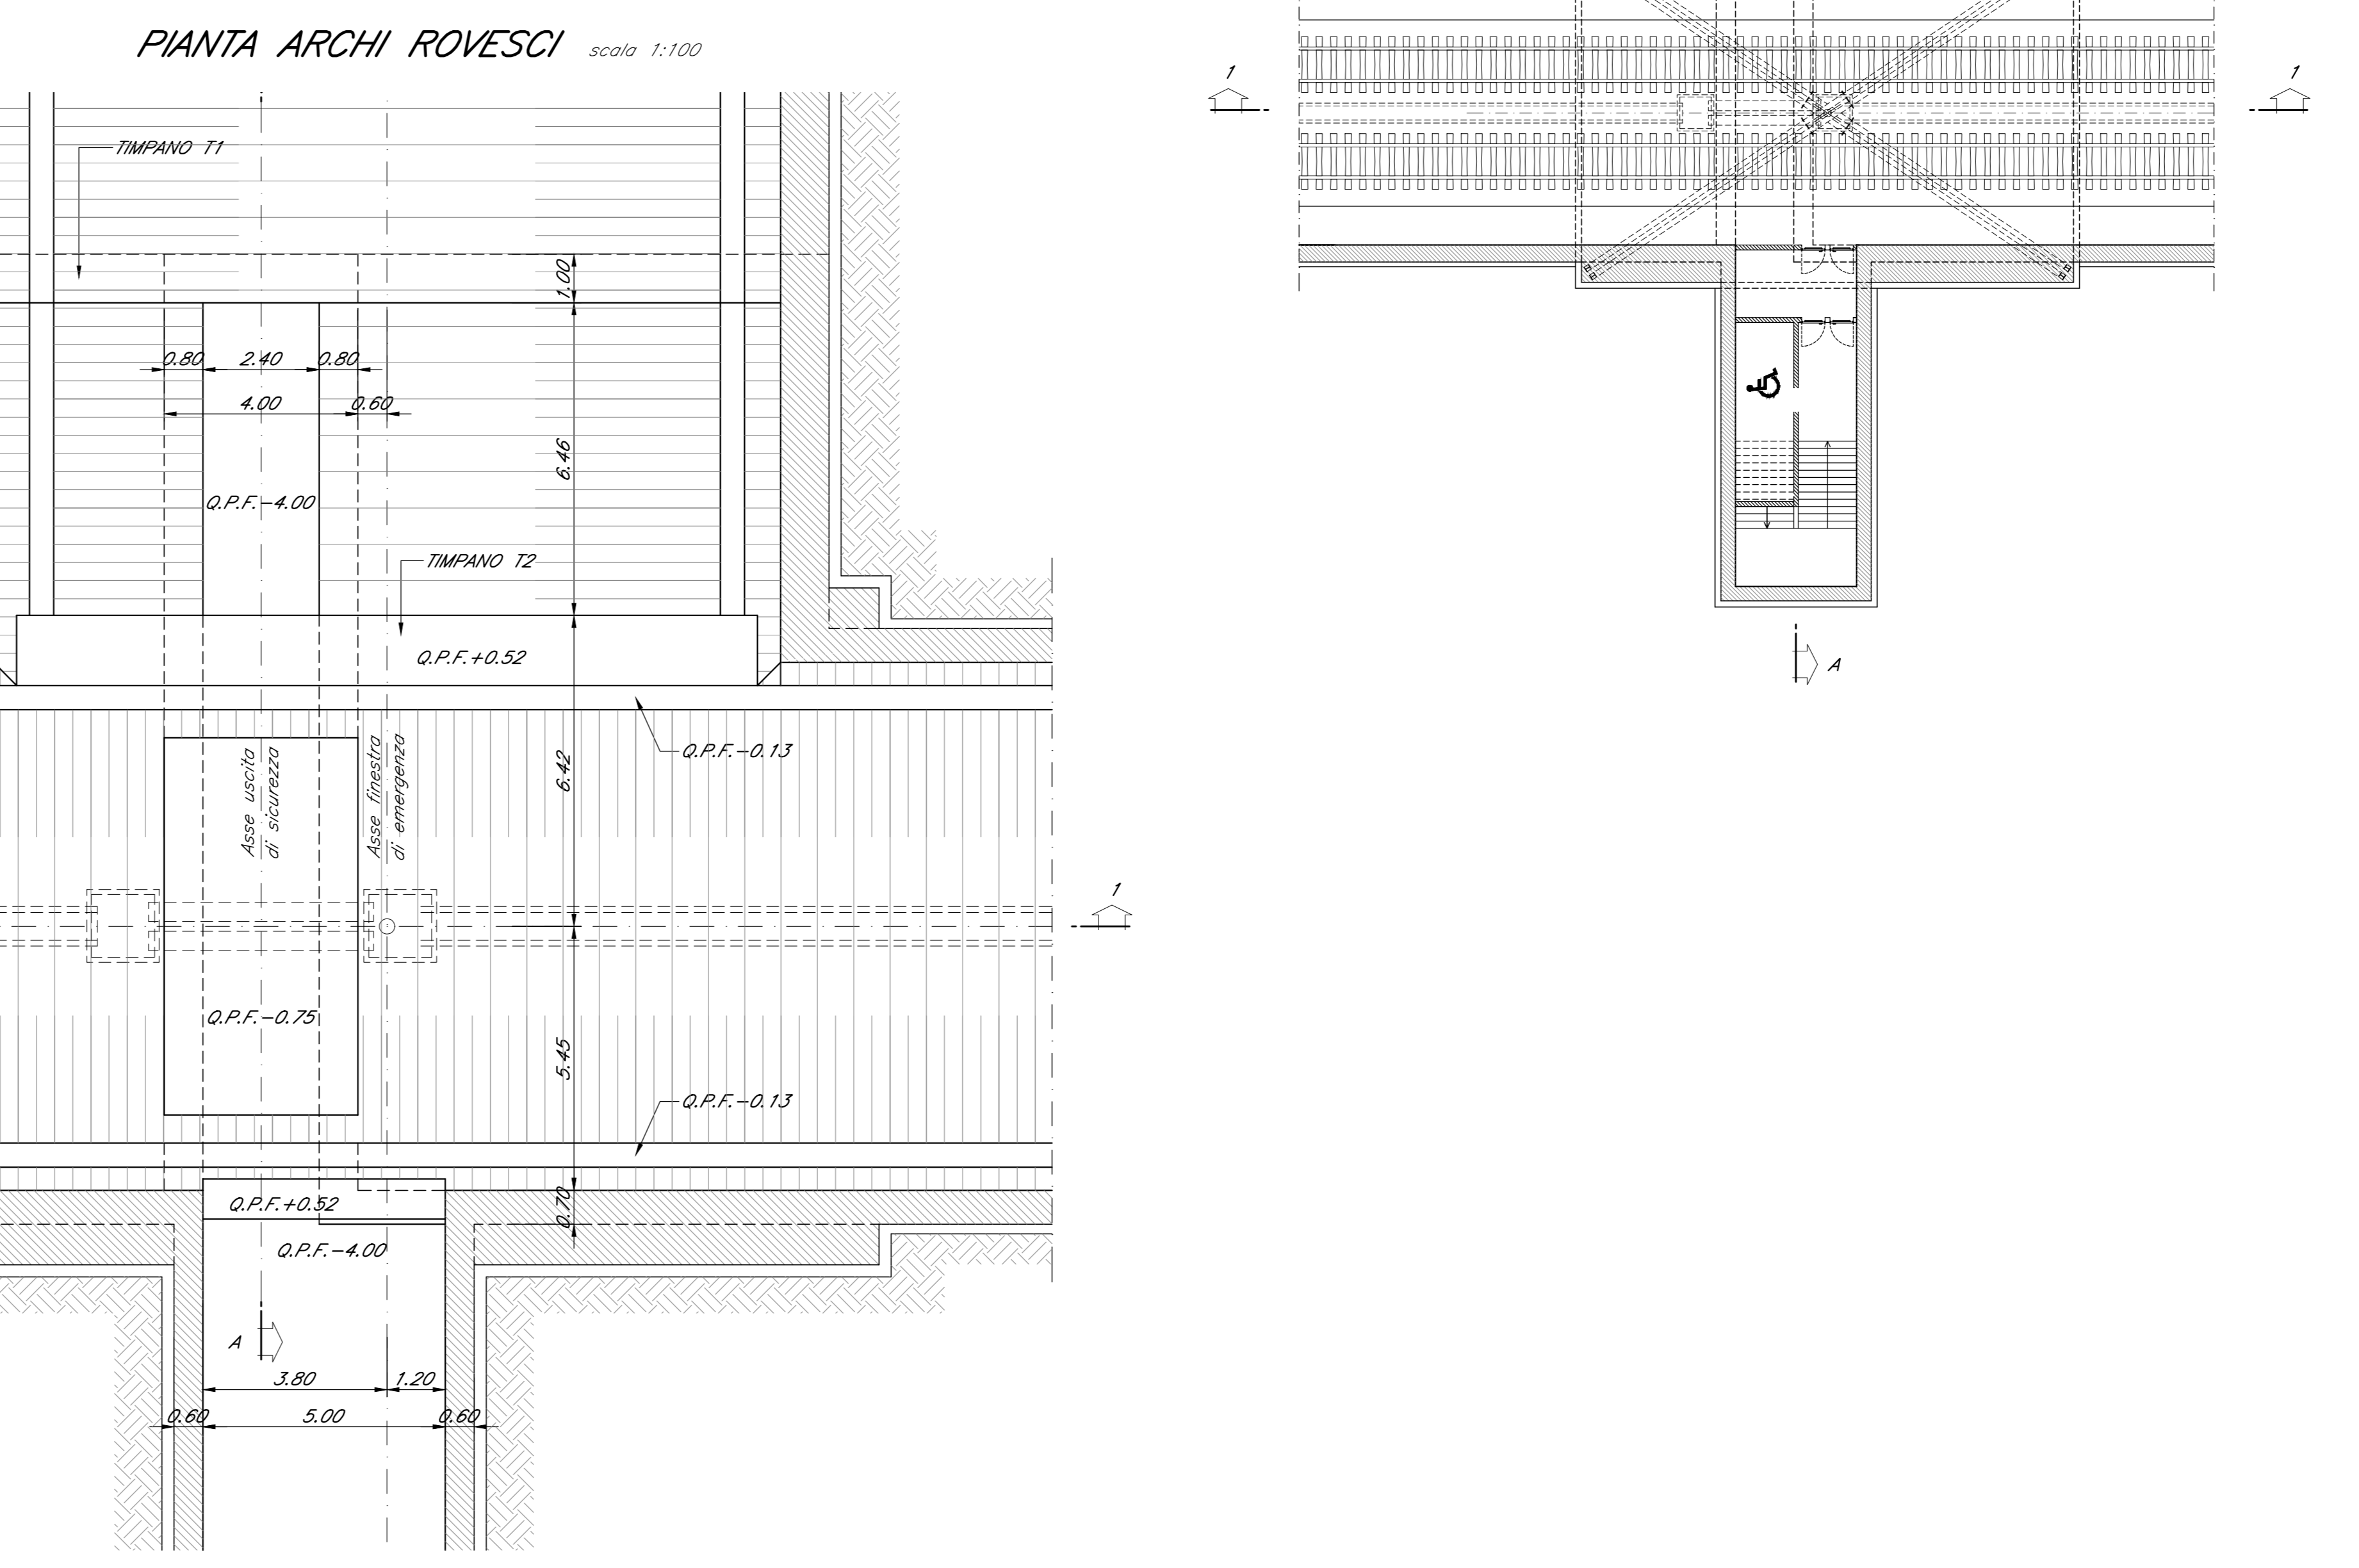 PIANTA ARCHI ROVESCI scala 1:100
TIMPANO T1
1.00
0.80 2.40 0.80
4.00 0.60
6.46
Q.P.F.-4.00
TIMPANO T2
Q.P.F.+0.52
Q.P.F.-0.13
6.42
Asse uscita
di sicurezza
Asse finestra
di emergenza
1
Q.P.F.-0.75
5.45
Q.P.F.-0.13
Q.P.F.+0.52
0.70
Q.P.F.-4.00
A
3.80 1.20
0.60 5.00 0.60
1
1
A